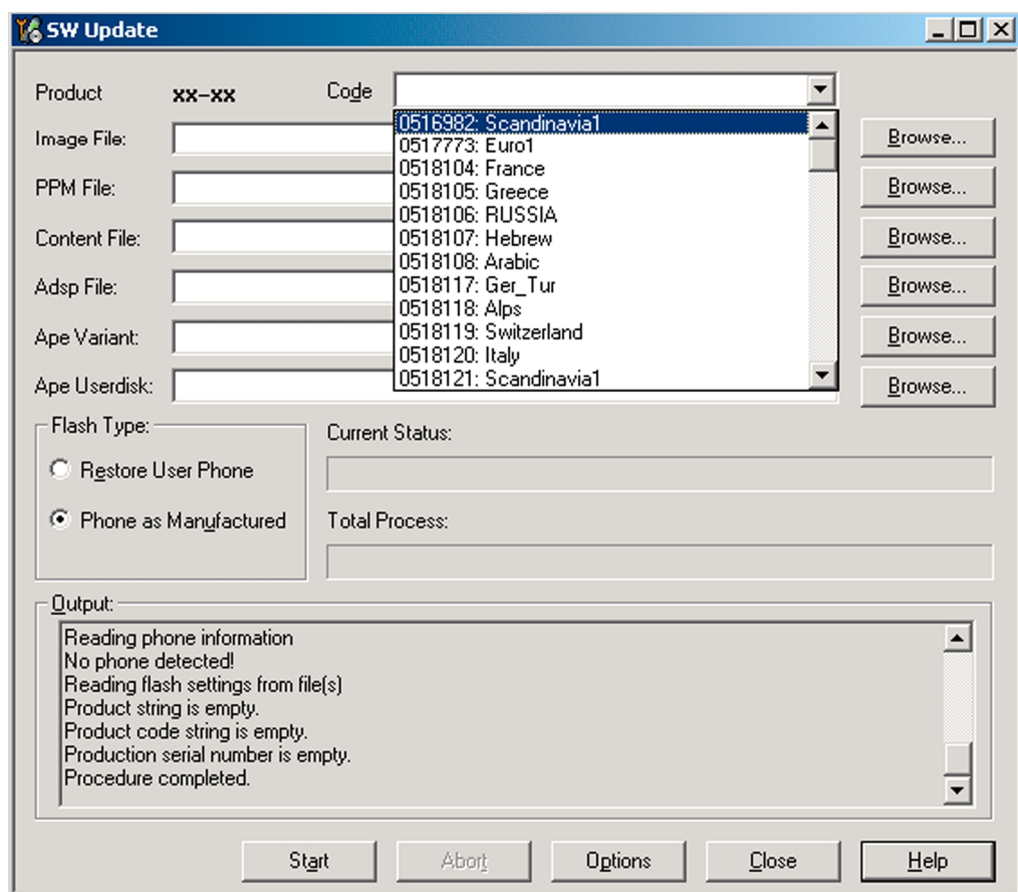 SW Update
Product xx-xx Code
0516982: Scandinavia1
0517773: Euro1
0518104: France
0518105: Greece
0518106: RUSSIA
0518107: Hebrew
0518108: Arabic
0518117: Ger_Tur
0518118: Alps
0518119: Switzerland
0518120: Italy
0518121: Scandinavia1
Image File: Browse...
PPM File: Browse...
Content File: Browse...
Adsp File: Browse...
Ape Variant: Browse...
Ape Userdisk: Browse...
Flash Type:
Restore User Phone
Phone as Manufactured
Current Status:
Total Process:
Output:
Reading phone information
No phone detected!
Reading flash settings from file(s)
Product string is empty.
Product code string is empty.
Production serial number is empty.
Procedure completed.
Start Abort Options Close Help